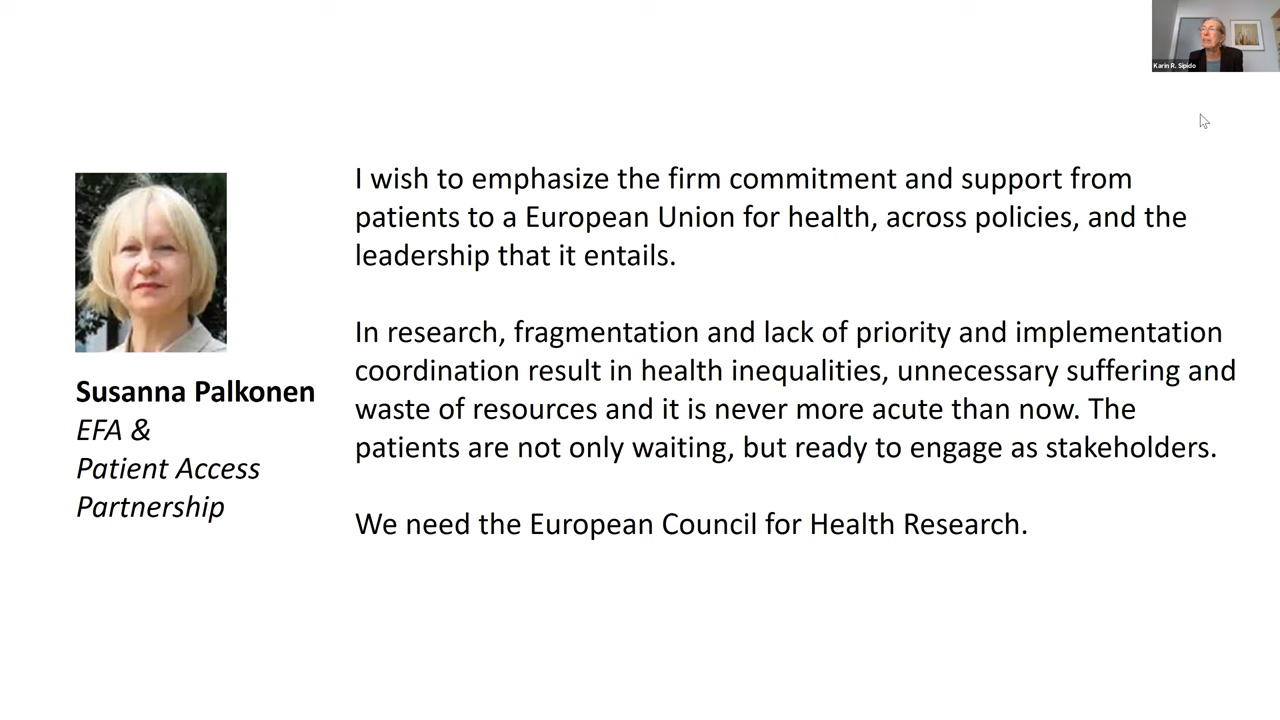 Karin R. Sipido
I wish to emphasize the firm commitment and support from
patients to a European Union for health, across policies, and the
leadership that it entails.
In research, fragmentation and lack of priority and implementation
coordination result in health inequalities, unnecessary suffering and
waste of resources and it is never more acute than now. The
patients are not only waiting, but ready to engage as stakeholders.
We need the European Council for Health Research.
Susanna Palkonen
EFA &
Patient Access
Partnership